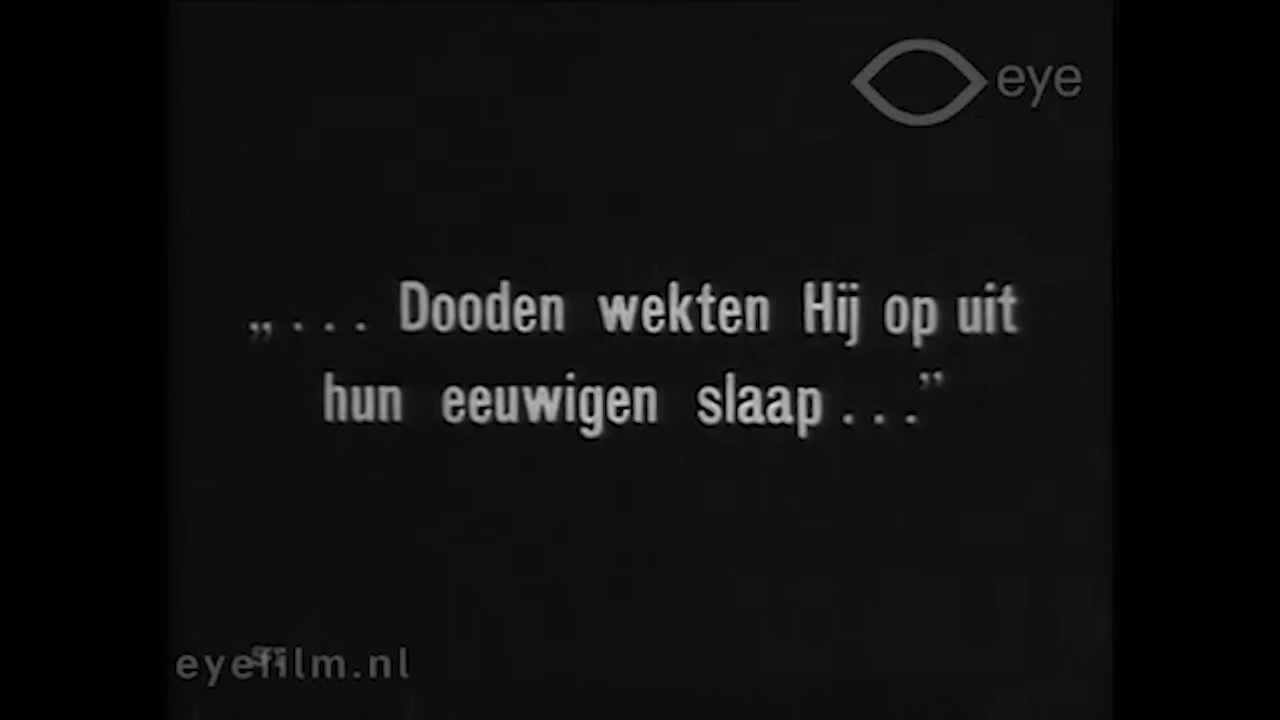 eye
„... Dooden wekten Hij op uit
hun eeuwigen slaap..."
eyefilm.nl